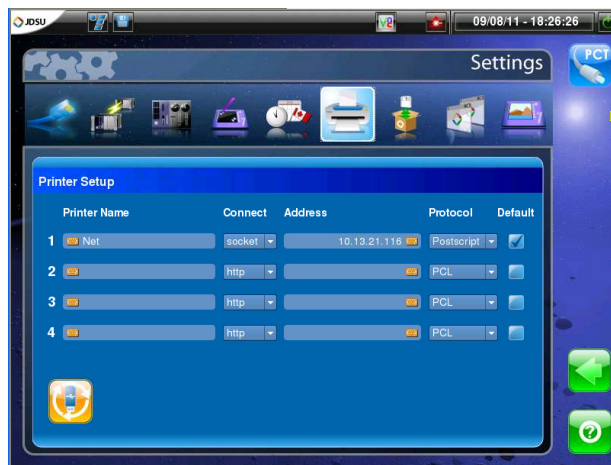 JDSU
09/08/11 - 18:26:26
Settings
PCT
Printer Setup
Printer Name Connect Address Protocol Default
1 Net socket 10.13.21.116 Postscript
2 http PCL
3 http PCL
4 http PCL
?